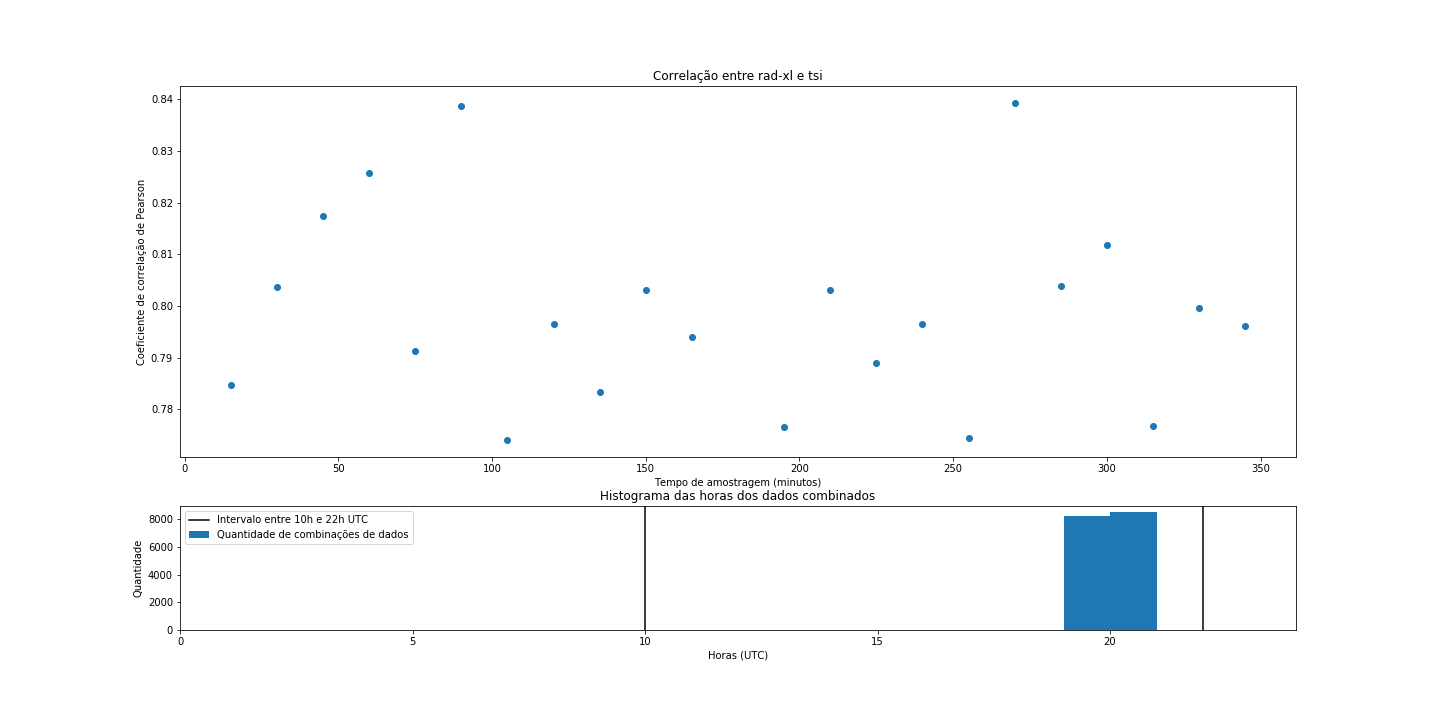 Correlação entre rad-xl e tsi
0.84
0.83
0.82
0.81
0.80
0.79
0.78
Coeficiente de correlação de Pearson
0 50 100 150 200 250 300 350
Tempo de amostragem (minutos)
Histograma das horas dos dados combinados
Intervalo entre 10h e 22h UTC
Quantidade de combinações de dados
8000
6000
4000
2000
0
Quantidade
0 5 10 15 20
Horas (UTC)